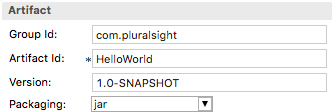 Artifact
Group Id: com.pluralsight
Artifact Id: * HelloWorld
Version: 1.0-SNAPSHOT
Packaging: jar